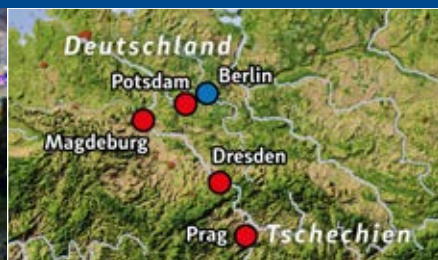 Deutschland
Potsdam
Berlin
Magdeburg
Dresden
Prag
Tschechien